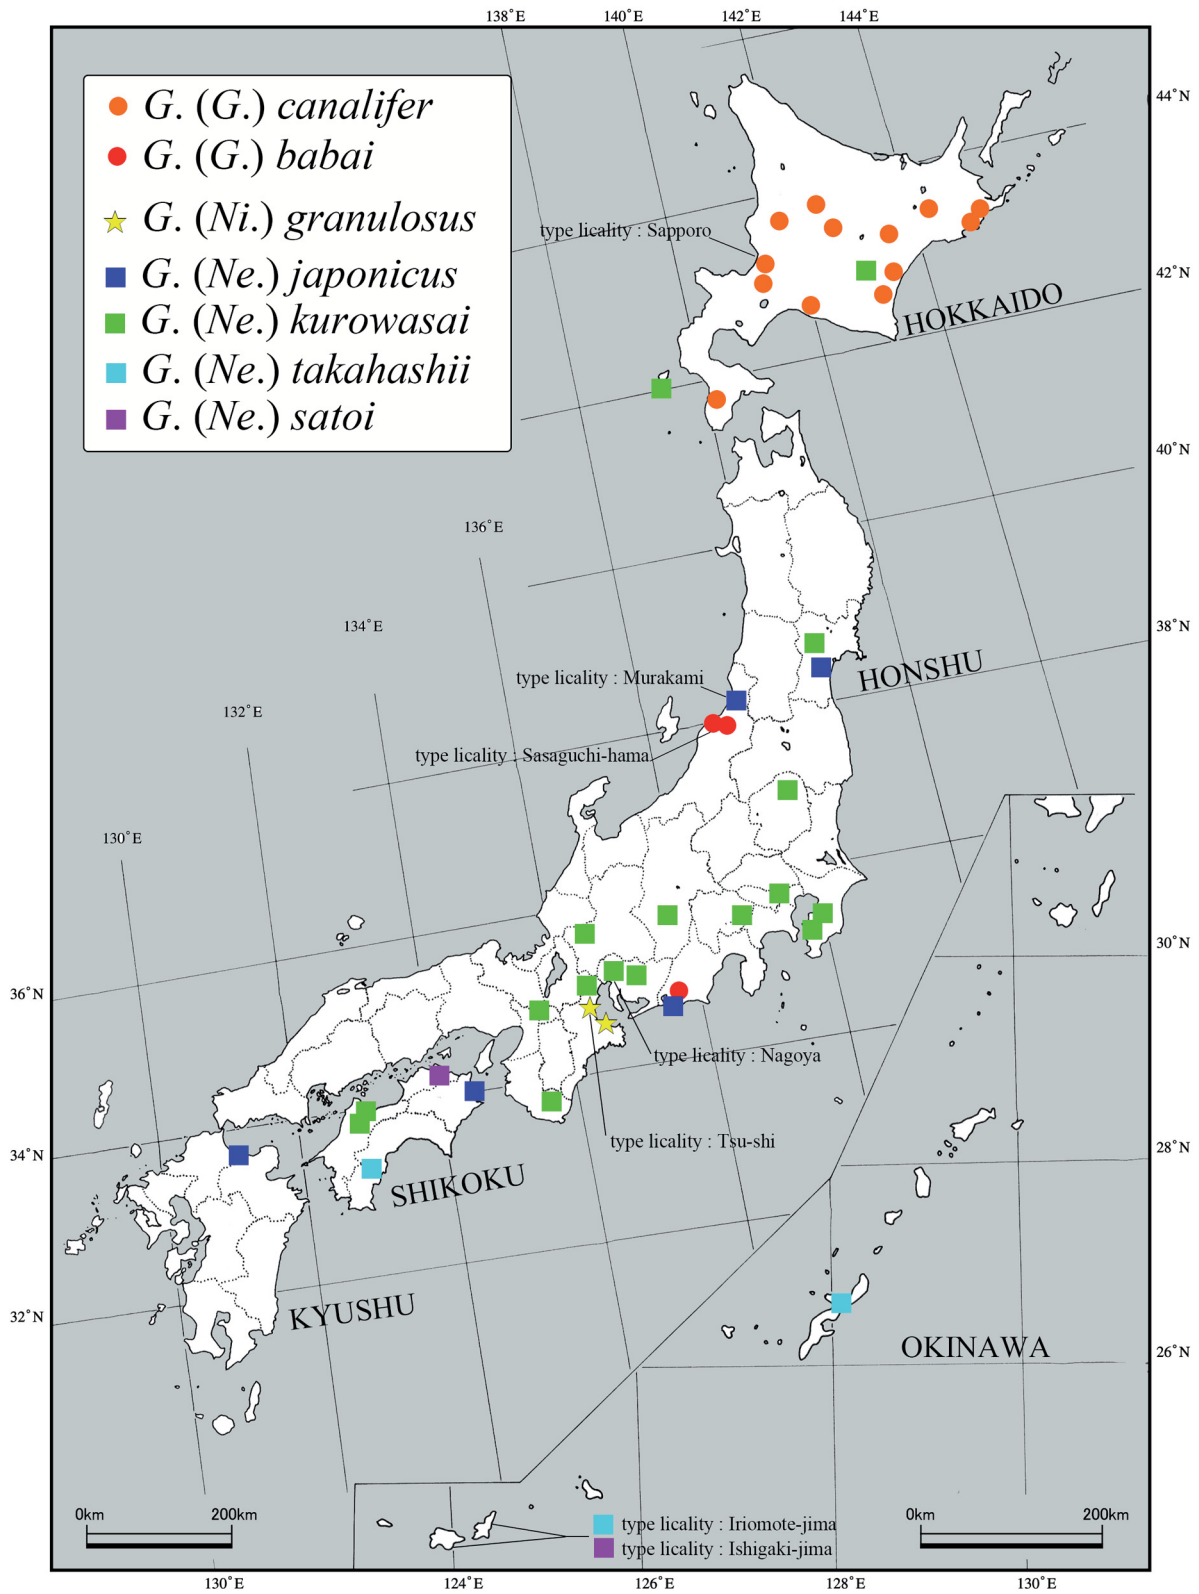 138°E 140°E 142°E 144°E
G. (G.) canalifer
G. (G.) babai
G. (Ni.) granulosus
G. (Ne.) japonicus
G. (Ne.) kurowasai
G. (Ne.) takahashii
G. (Ne.) satoi
44°N
type licality : Sapporo
42°N
HOKKAIDO
40°N
136°E
134°E
38°N
HONSHU
type licality : Murakami
132°E
type licality : Sasaguchi-hama
130°E
30°N
36°N
type licality : Nagoya
type licality : Tsu-shi
34°N
28°N
SHIKOKU
KYUSHU
32°N
OKINAWA
26°N
0km 200km
0km 200km
type licality : Iriomote-jima
type licality : Ishigaki-jima
130°E 124°E 126°E 128°E 130°E